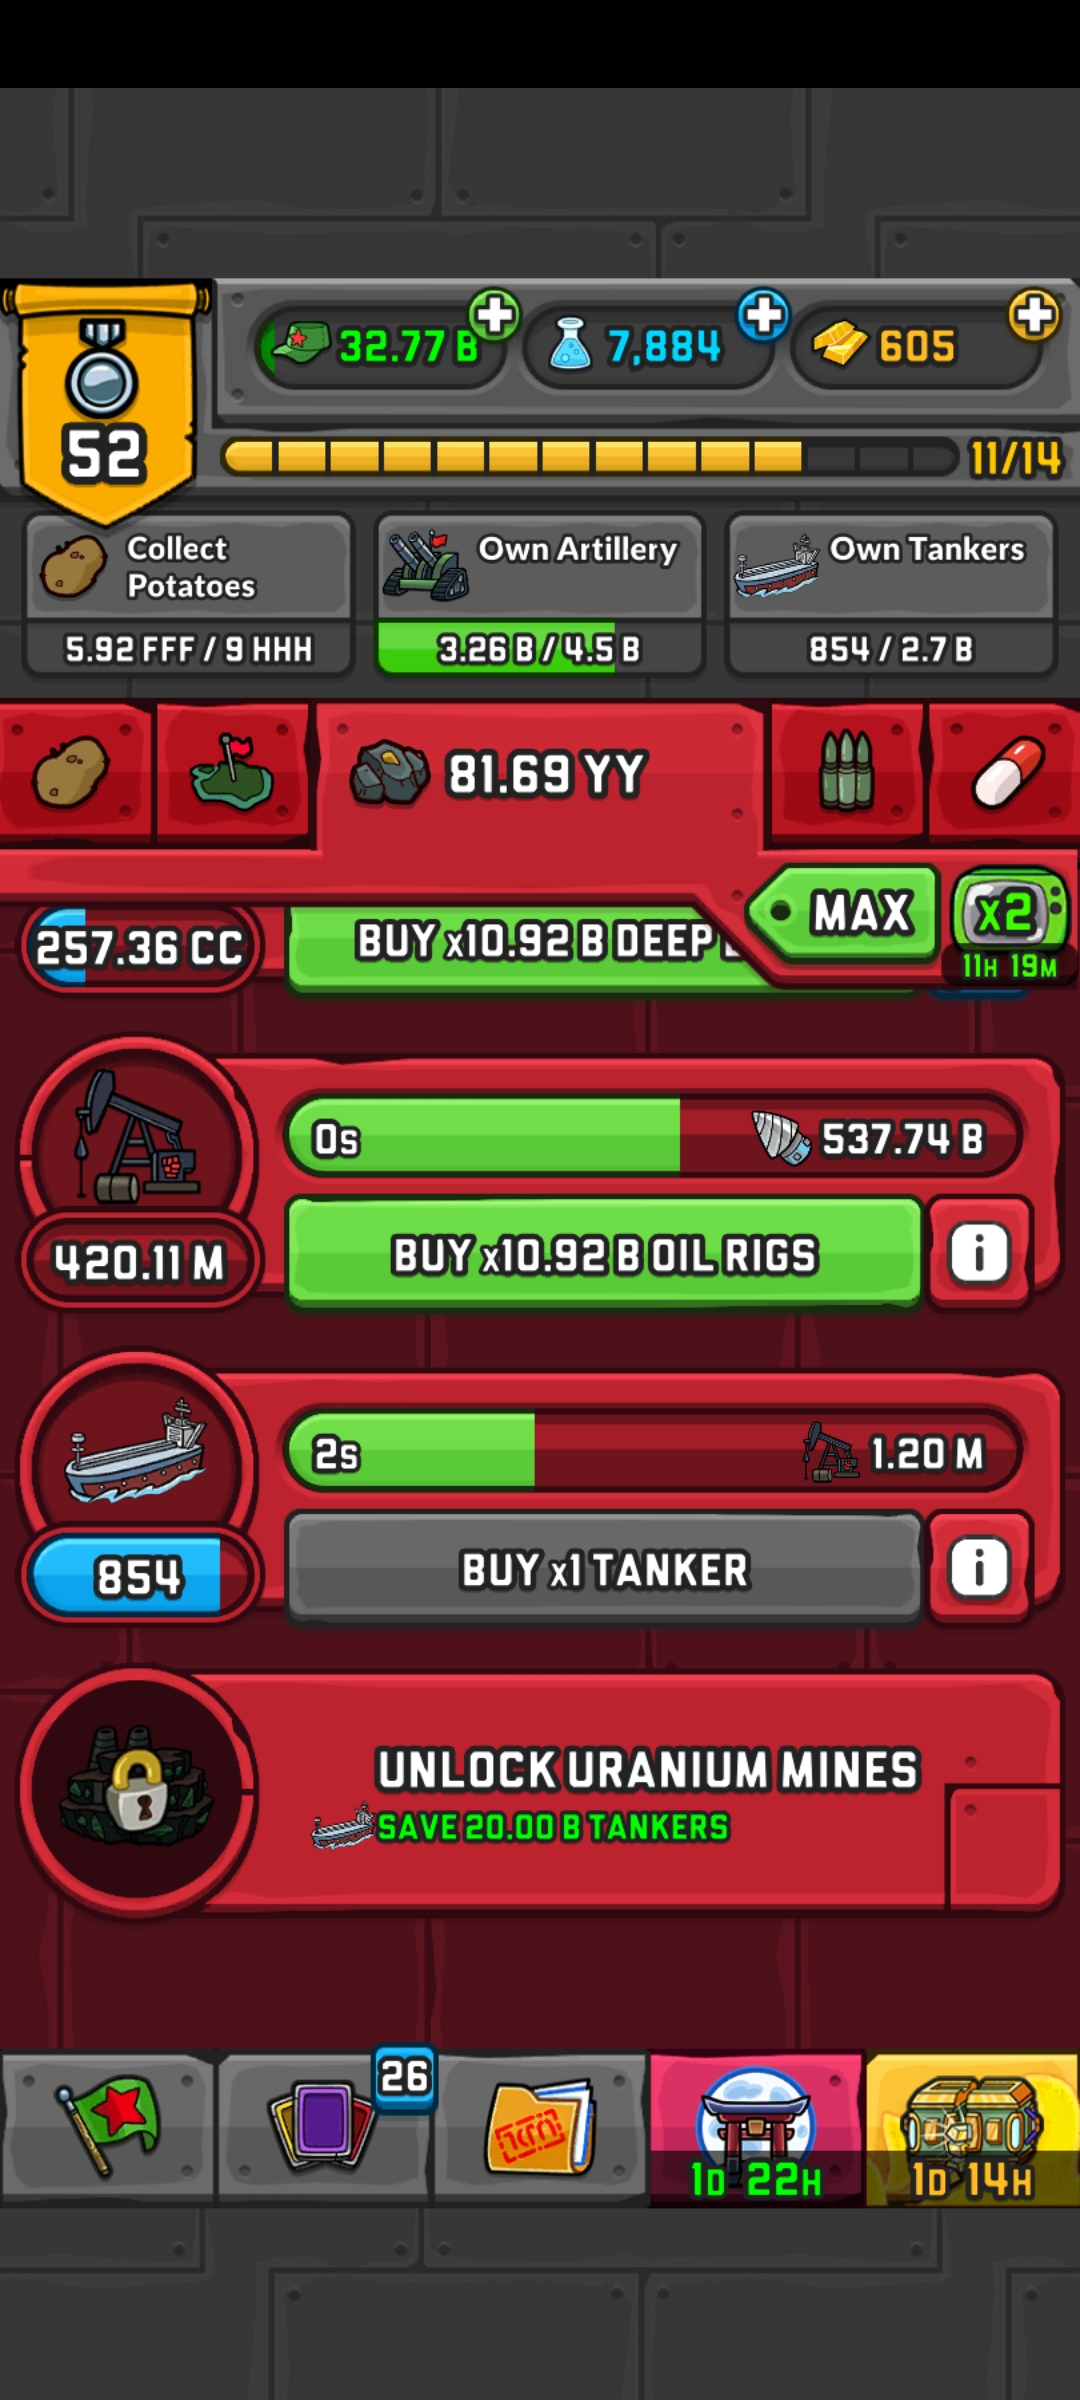 32.77 B
7,884
605
52
11/14
Collect
Potatoes
Own Artillery
Own Tankers
5.92 FFF / 9 HHH
3.26 B / 4.5 B
854 / 2.7 B
81.69 YY
MAX
x2
11H 19M
257.36 CC
BUY x10.92 B DEEP
0s
537.74 B
420.11 M
BUY x10.92 B OIL RIGS
i
2s
1.20 M
854
BUY x1 TANKER
i
UNLOCK URANIUM MINES
SAVE 20.00 B TANKERS
26
1D 22H
1D 14H